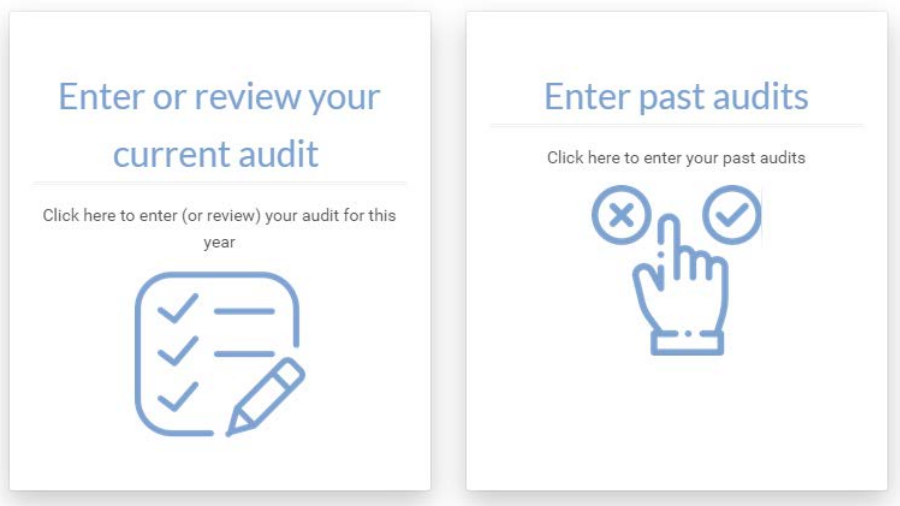 Enter or review your
current audit
Click here to enter (or review) your audit for this
year
Enter past audits
Click here to enter your past audits